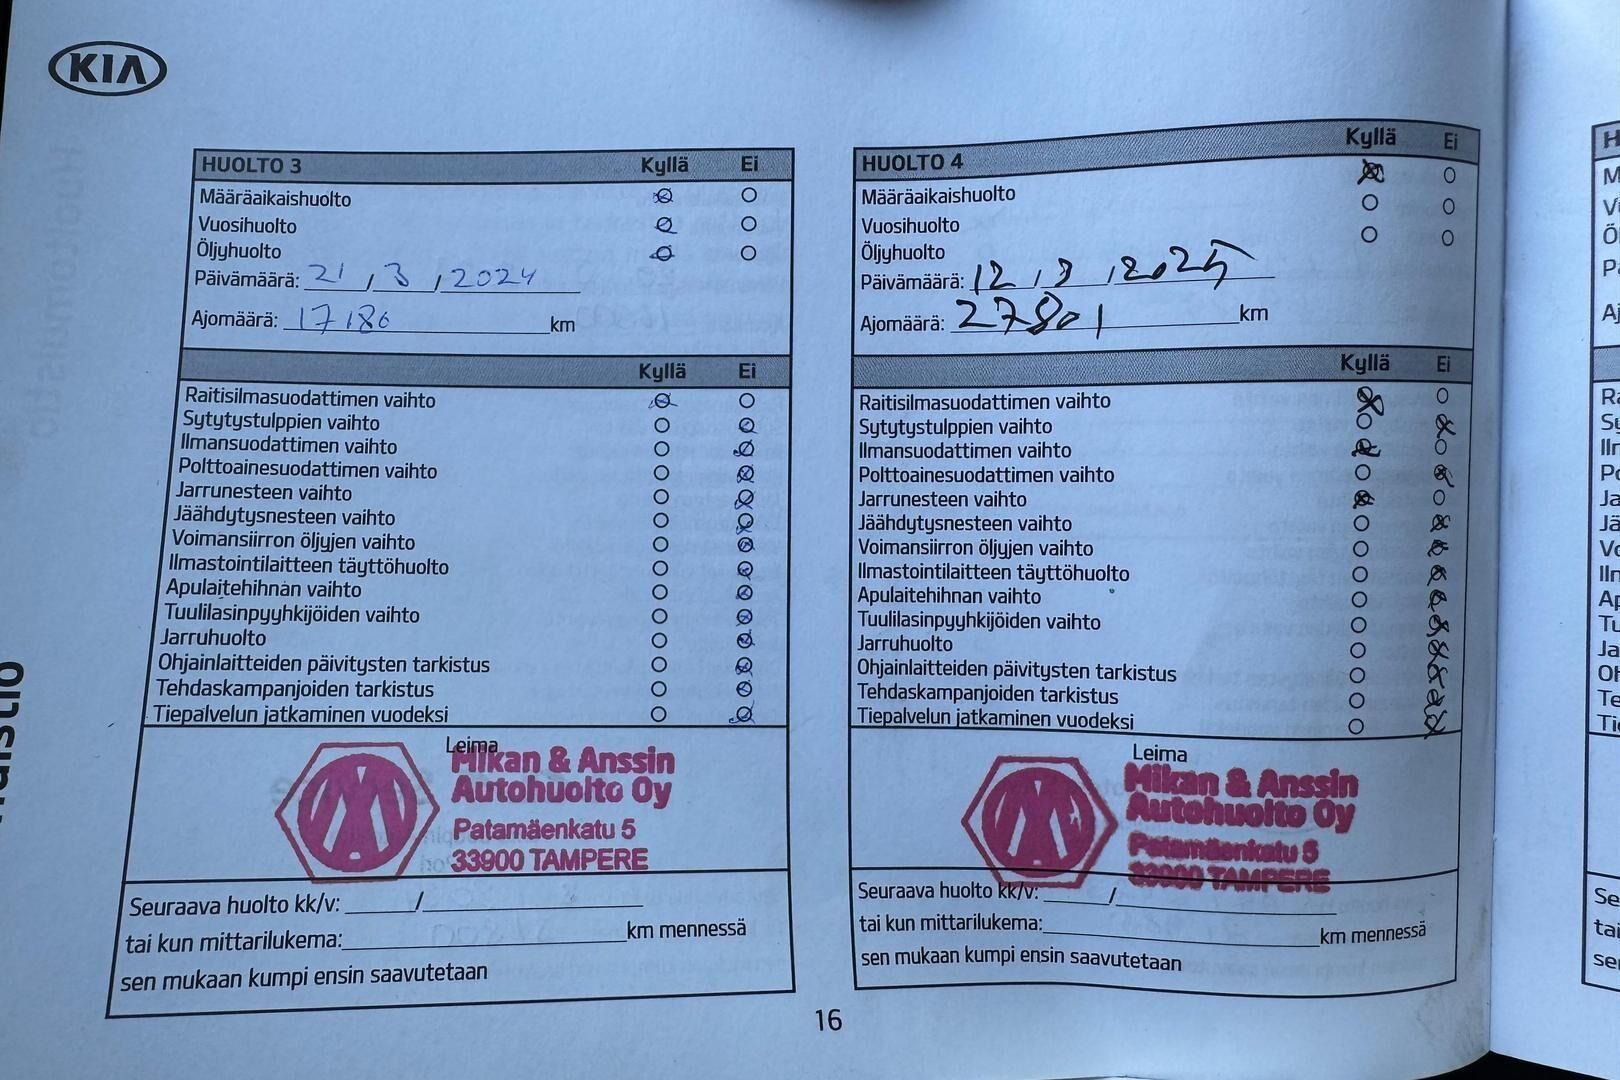 KIA
HUOLTO 3 Kyllä Ei
Määräaikaishuolto
Vuosihuolto
Öljyhuolto
Päivämäärä: 21 / 3 / 2024
Ajomäärä: 17180 km
Kyllä Ei
Raitisilmasuodattimen vaihto
Sytytystulppien vaihto
Ilmansuodattimen vaihto
Polttoainesuodattimen vaihto
Jarrunesteen vaihto
Jäähdytysnesteen vaihto
Voimansiirron öljyjen vaihto
Ilmastointilaitteen täyttöhuolto
Apulaitehihnan vaihto
Tuulilasinpyyhkijöiden vaihto
Jarruhuolto
Ohjainlaitteiden päivitysten tarkistus
Tehdaskampanjoiden tarkistus
Tiepalvelun jatkaminen vuodeksi
Leima
Mikan & Anssin
Autohuolto Oy
Patamäenkatu 5
33900 TAMPERE
Seuraava huolto kk/v: ______/______
tai kun mittarilukema:______ km mennessä
sen mukaan kumpi ensin saavutetaan
HUOLTO 4 Kyllä Ei
Määräaikaishuolto
Vuosihuolto
Öljyhuolto
Päivämäärä: 12 / 3 / 2025
Ajomäärä: 27801 km
Kyllä Ei
Raitisilmasuodattimen vaihto
Sytytystulppien vaihto
Ilmansuodattimen vaihto
Polttoainesuodattimen vaihto
Jarrunesteen vaihto
Jäähdytysnesteen vaihto
Voimansiirron öljyjen vaihto
Ilmastointilaitteen täyttöhuolto
Apulaitehihnan vaihto
Tuulilasinpyyhkijöiden vaihto
Jarruhuolto
Ohjainlaitteiden päivitysten tarkistus
Tehdaskampanjoiden tarkistus
Tiepalvelun jatkaminen vuodeksi
Leima
Mikan & Anssin
Autohuolto Oy
Patamäenkatu 5
33900 TAMPERE
Seuraava huolto kk/v: ______/______
tai kun mittarilukema:______ km mennessä
sen mukaan kumpi ensin saavutetaan
16